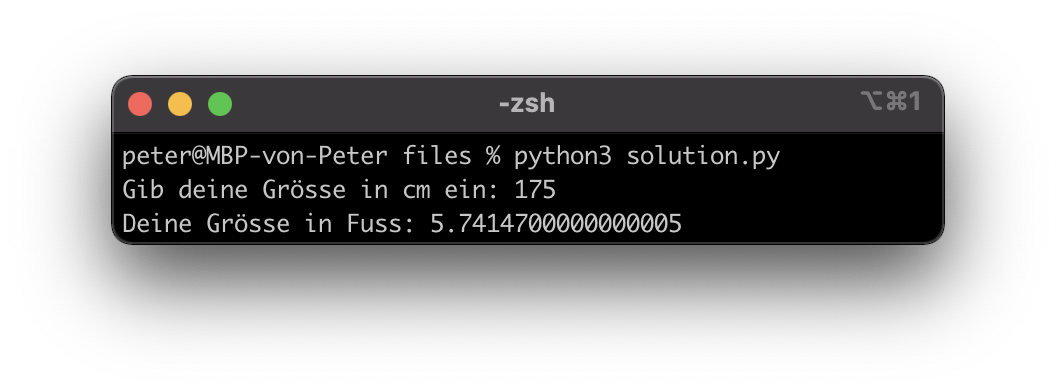 -zsh
⌥⌘1
peter@MBP-von-Peter files % python3 solution.py
Gib deine Grösse in cm ein: 175
Deine Grösse in Fuss: 5.7414700000000005